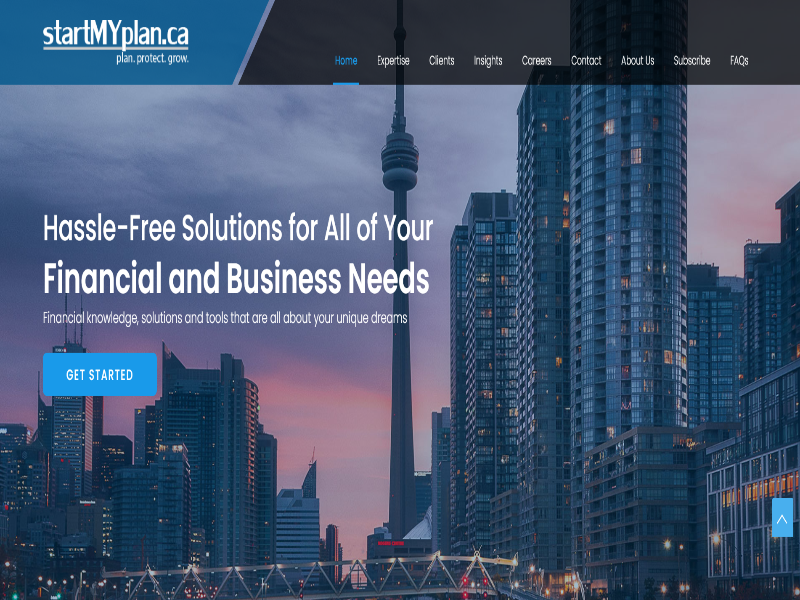 startMYplan.ca
plan. protect. grow.
Home Expertise Clients Insights Careers Contact About Us Subscribe FAQs
Hassle-Free Solutions for All of Your
Financial and Business Needs
Financial knowledge, solutions and tools that are all about your unique dreams
GET STARTED